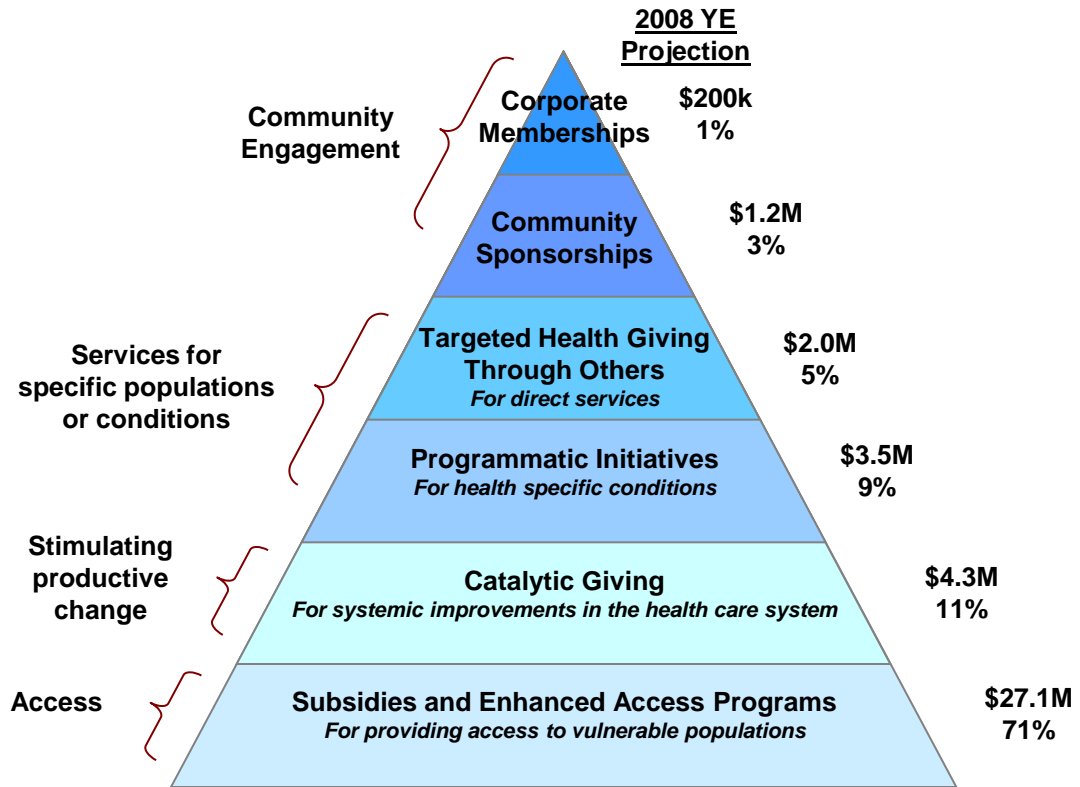 2008 YE
Projection
Community
Engagement
Corporate
Memberships
$200k
1%
Community
Sponsorships
$1.2M
3%
Services for
specific populations
or conditions
Targeted Health Giving
Through Others
For direct services
$2.0M
5%
Programmatic Initiatives
For health specific conditions
$3.5M
9%
Stimulating
productive
change
Catalytic Giving
For systemic improvements in the health care system
$4.3M
11%
Access
Subsidies and Enhanced Access Programs
For providing access to vulnerable populations
$27.1M
71%